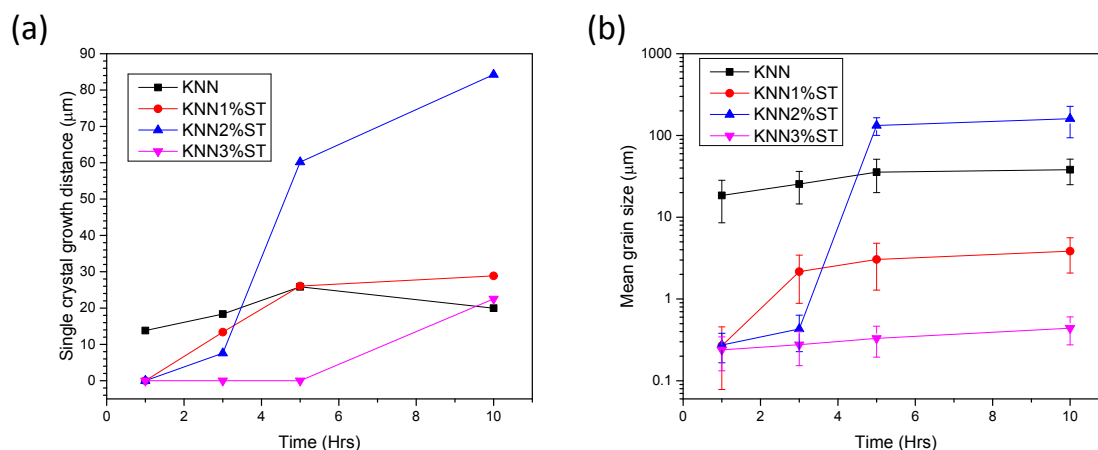 (a)
90
80
70
60
50
40
30
20
10
0
Single crystal growth distance (μm)
KNN
KNN1%ST
KNN2%ST
KNN3%ST
0 2 4 6 8 10
Time (Hrs)
(b)
1000
100
10
1
0.1
Mean grain size (μm)
KNN
KNN1%ST
KNN2%ST
KNN3%ST
0 2 4 6 8 10
Time (Hrs)